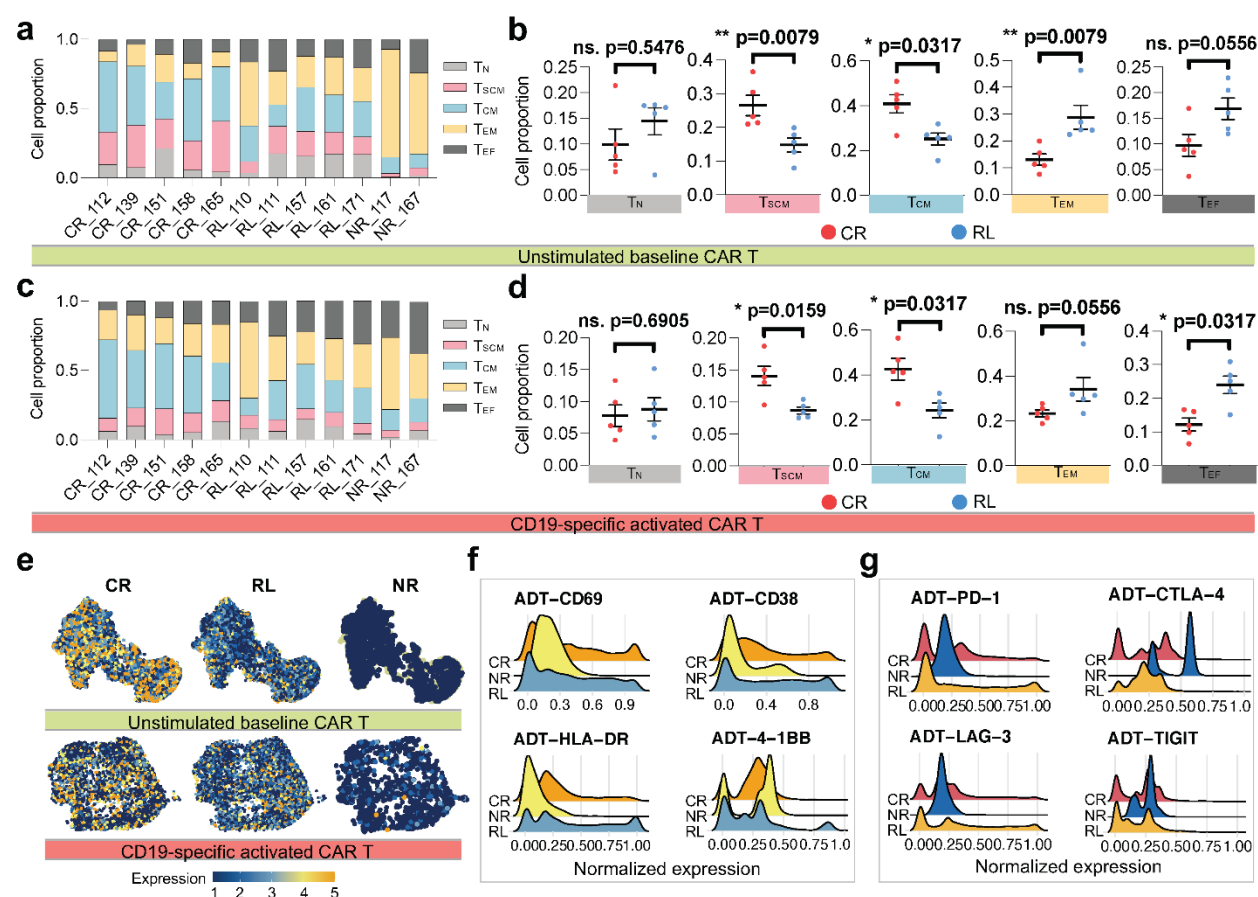 a
1.0
0.5
0.0
Cell proportion
TN
TSCM
TCM
TEM
TEF
CR_112
CR_139
CR_151
CR_158
CR_165
RL_110
RL_111
RL_157
RL_161
RL_171
NR_117
NR_167
b
Cell proportion
ns. p=0.5476
0.25
0.20
0.15
0.10
0.05
0.00
TN
** p=0.0079
0.4
0.3
0.2
0.1
0.0
TSCM
* p=0.0317
0.6
0.4
0.2
0.0
TCM
** p=0.0079
0.5
0.4
0.3
0.2
0.1
0.0
TEM
ns. p=0.0556
0.25
0.20
0.15
0.10
0.05
0.00
TEF
CR RL
Unstimulated baseline CAR T
c
1.0
0.5
0.0
Cell proportion
TN
TSCM
TCM
TEM
TEF
CR_112
CR_139
CR_151
CR_158
CR_165
RL_110
RL_111
RL_157
RL_161
RL_171
NR_117
NR_167
d
Cell proportion
ns. p=0.6905
0.20
0.15
0.10
0.05
0.00
TN
* p=0.0159
0.20
0.15
0.10
0.05
0.00
TSCM
* p=0.0317
0.6
0.4
0.2
0.0
TCM
ns. p=0.0556
0.6
0.4
0.2
0.0
TEM
* p=0.0317
0.4
0.3
0.2
0.1
0.0
TEF
CR RL
CD19-specific activated CAR T
e
CR RL NR
Unstimulated baseline CAR T
CD19-specific activated CAR T
Expression
1 2 3 4 5
f
ADT-CD69
CR
NR
RL
0.0 0.3 0.6 0.9
ADT-CD38
CR
NR
RL
0.0 0.4 0.8
ADT-HLA-DR
CR
NR
RL
0.000.250.500.751.00
ADT-4-1BB
CR
NR
RL
0.00 0.25 0.50 0.75 1.0
Normalized expression
g
ADT-PD-1
CR
NR
RL
0.000.250.500.751.00
ADT-CTLA-4
CR
NR
RL
0.00 0.25 0.50 0.75 1.0
ADT-LAG-3
CR
NR
RL
0.000.250.500.751.00
ADT-TIGIT
CR
NR
RL
0.00 0.25 0.50 0.75 1.00
Normalized expression